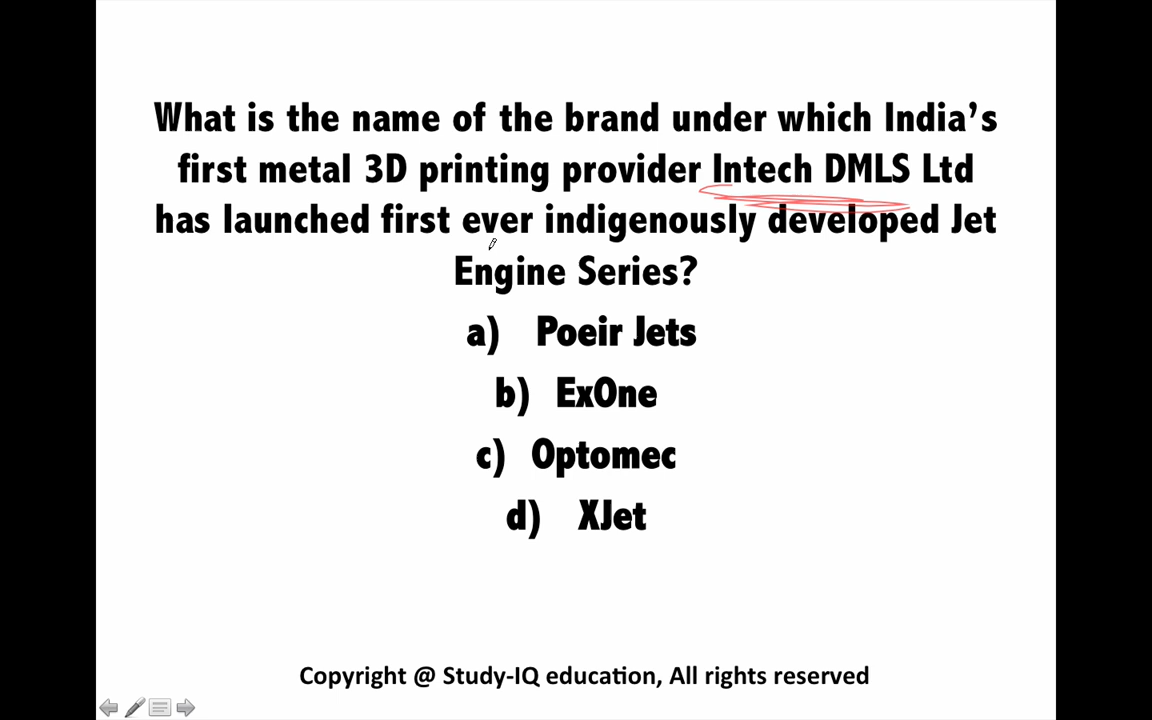 What is the name of the brand under which India's
first metal 3D printing provider Intech DMLS Ltd
has launched first ever indigenously developed Jet
Engine Series?
a) Poeir Jets
b) ExOne
c) Optomec
d) XJet
Copyright @ Study-IQ education, All rights reserved